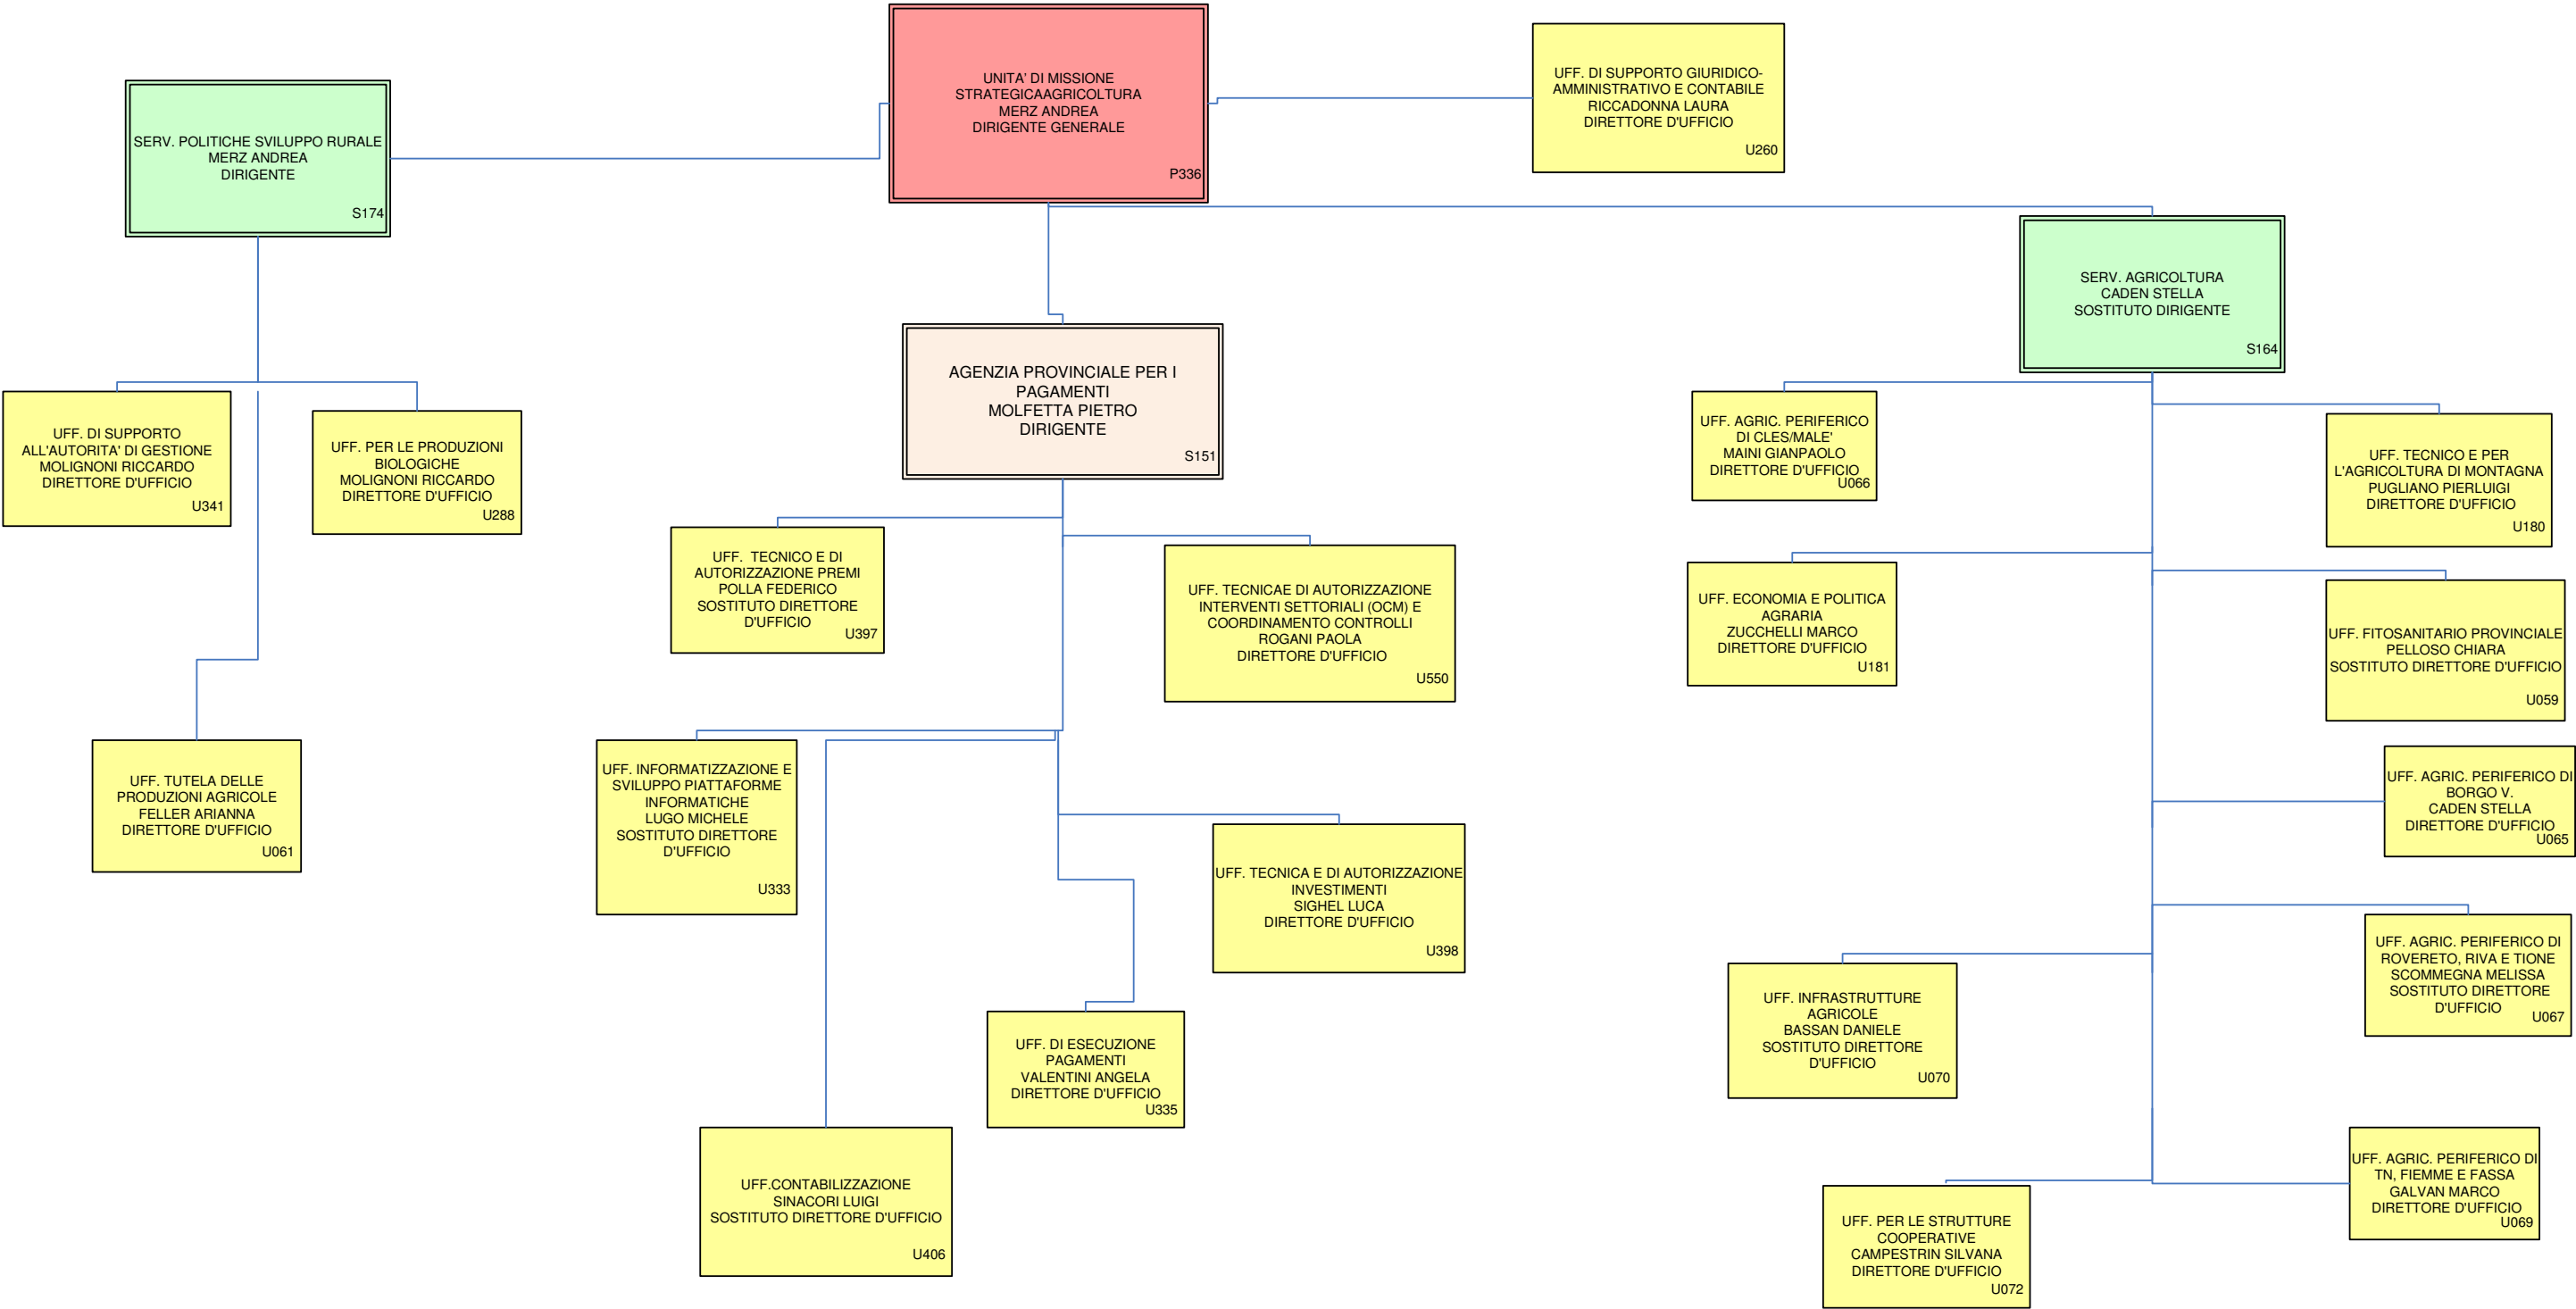 UNITA' DI MISSIONE
STRATEGICAAGRICOLTURA
MERZ ANDREA
DIRIGENTE GENERALE
P336
UFF. DI SUPPORTO GIURIDICO-
AMMINISTRATIVO E CONTABILE
RICCADONNA LAURA
DIRETTORE D'UFFICIO
U260
SERV. POLITICHE SVILUPPO RURALE
MERZ ANDREA
DIRIGENTE
S174
SERV. AGRICOLTURA
CADEN STELLA
SOSTITUTO DIRIGENTE
S164
AGENZIA PROVINCIALE PER I
PAGAMENTI
MOLFETTA PIETRO
DIRIGENTE
S151
UFF. DI SUPPORTO
ALL'AUTORITA' DI GESTIONE
MOLIGNONI RICCARDO
DIRETTORE D'UFFICIO
U341
UFF. PER LE PRODUZIONI
BIOLOGICHE
MOLIGNONI RICCARDO
DIRETTORE D'UFFICIO
U288
UFF. TUTELA DELLE
PRODUZIONI AGRICOLE
FELLER ARIANNA
DIRETTORE D'UFFICIO
U061
UFF. TECNICO E DI
AUTORIZZAZIONE PREMI
POLLA FEDERICO
SOSTITUTO DIRETTORE
D'UFFICIO
U397
UFF. TECNICAE DI AUTORIZZAZIONE
INTERVENTI SETTORIALI (OCM) E
COORDINAMENTO CONTROLLI
ROGANI PAOLA
DIRETTORE D'UFFICIO
U550
UFF. INFORMATIZZAZIONE E
SVILUPPO PIATTAFORME
INFORMATICHE
LUGO MICHELE
SOSTITUTO DIRETTORE
D'UFFICIO
U333
UFF. TECNICA E DI AUTORIZZAZIONE
INVESTIMENTI
SIGHEL LUCA
DIRETTORE D'UFFICIO
U398
UFF. DI ESECUZIONE
PAGAMENTI
VALENTINI ANGELA
DIRETTORE D'UFFICIO
U335
UFF.CONTABILIZZAZIONE
SINACORI LUIGI
SOSTITUTO DIRETTORE D'UFFICIO
U406
UFF. AGRIC. PERIFERICO
DI CLES/MALE'
MAINI GIANPAOLO
DIRETTORE D'UFFICIO
U066
UFF. TECNICO E PER
L'AGRICOLTURA DI MONTAGNA
PUGLIANO PIERLUIGI
DIRETTORE D'UFFICIO
U180
UFF. ECONOMIA E POLITICA
AGRARIA
ZUCCHELLI MARCO
DIRETTORE D'UFFICIO
U181
UFF. FITOSANITARIO PROVINCIALE
PELLOSO CHIARA
SOSTITUTO DIRETTORE D'UFFICIO
U059
UFF. AGRIC. PERIFERICO DI
BORGO V.
CADEN STELLA
DIRETTORE D'UFFICIO
U065
UFF. AGRIC. PERIFERICO DI
ROVERETO, RIVA E TIONE
SCOMMEGNA MELISSA
SOSTITUTO DIRETTORE
D'UFFICIO
U067
UFF. INFRASTRUTTURE
AGRICOLE
BASSAN DANIELE
SOSTITUTO DIRETTORE
D'UFFICIO
U070
UFF. AGRIC. PERIFERICO DI
TN, FIEMME E FASSA
GALVAN MARCO
DIRETTORE D'UFFICIO
U069
UFF. PER LE STRUTTURE
COOPERATIVE
CAMPESTRIN SILVANA
DIRETTORE D'UFFICIO
U072